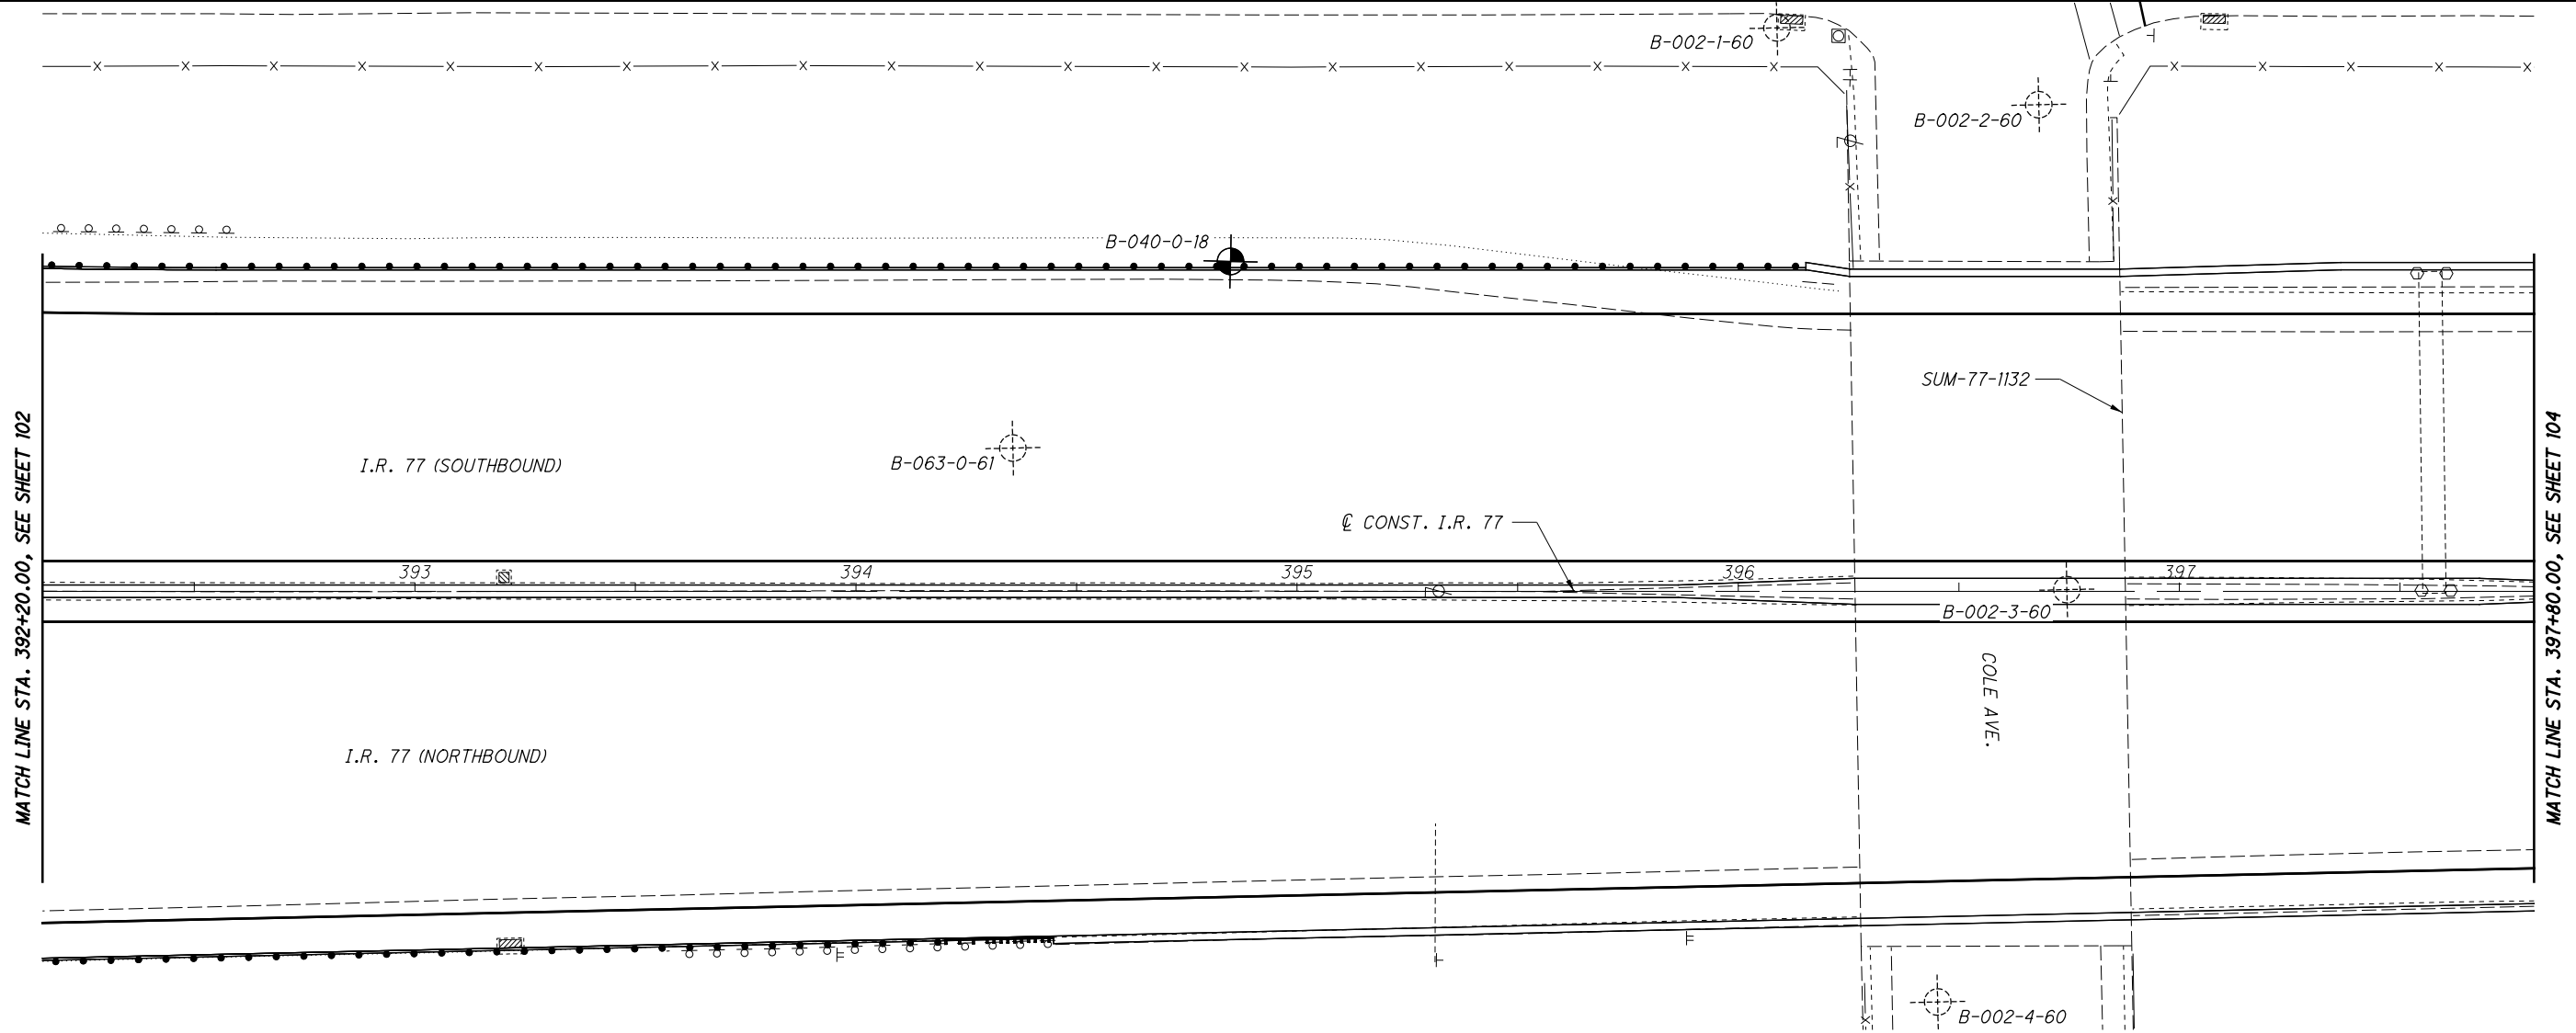 B-002-1-60
B-002-2-60
B-040-0-18
SUM-77-1132
MATCH LINE STA. 392+20.00, SEE SHEET 102
MATCH LINE STA. 397+80.00, SEE SHEET 104
I.R. 77 (SOUTHBOUND)
B-063-0-61
℄ CONST. I.R. 77
393
394
395
396
397
B-002-3-60
COLE AVE.
I.R. 77 (NORTHBOUND)
B-002-4-60